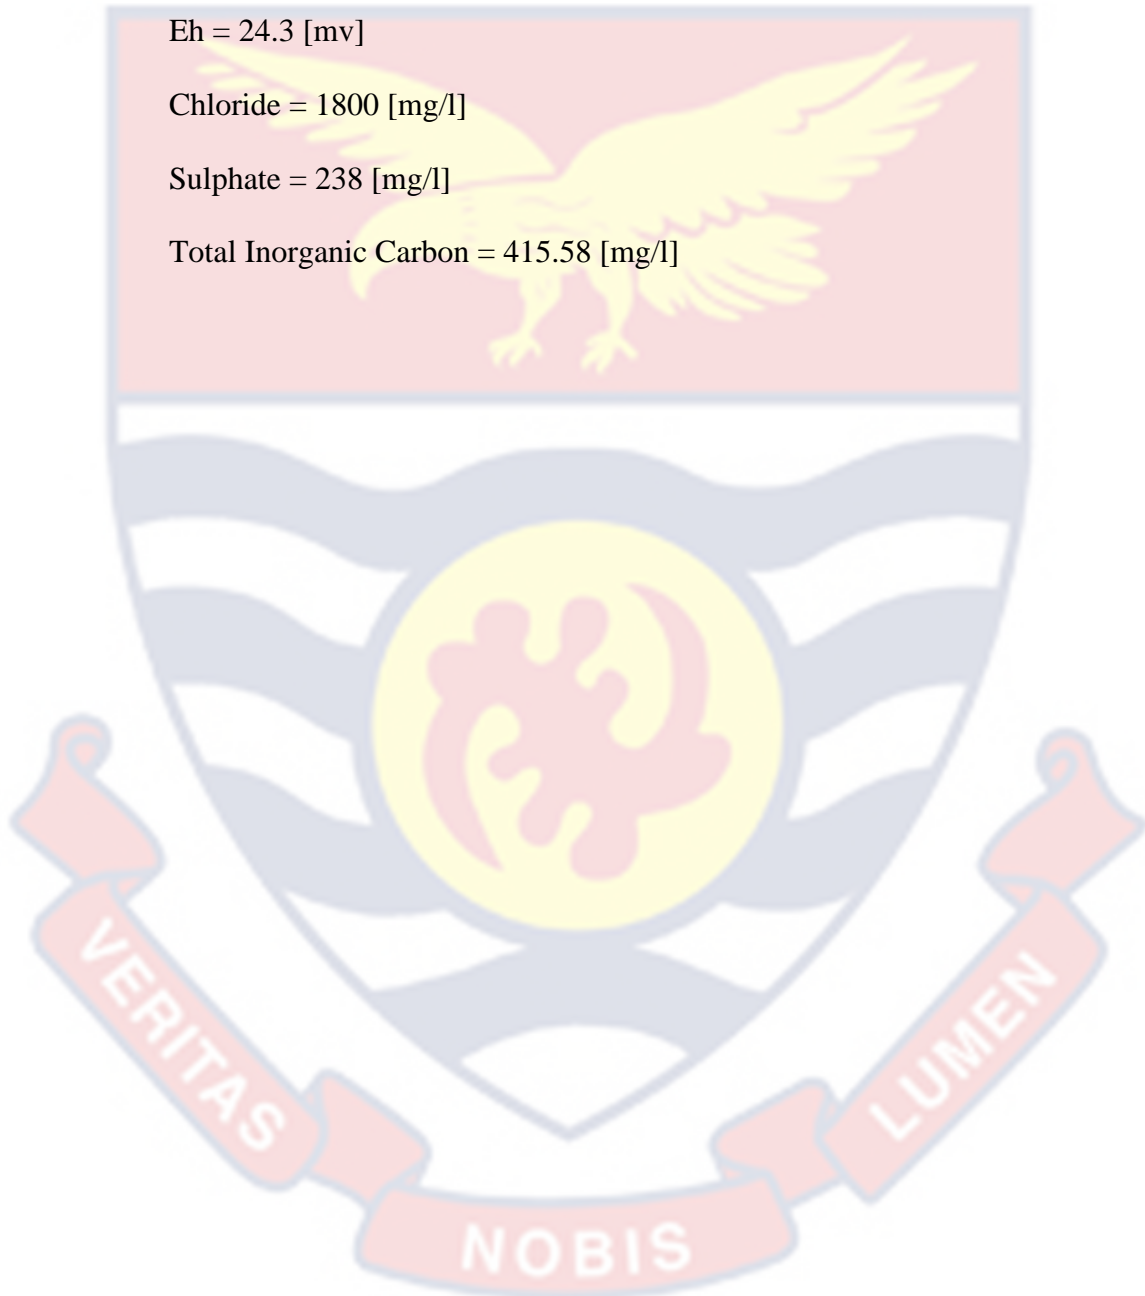 Eh = 24.3 [mv]
Chloride = 1800 [mg/l]
Sulphate = 238 [mg/l]
Total Inorganic Carbon = 415.58 [mg/l]
VERITAS
NOBIS
LUMEN